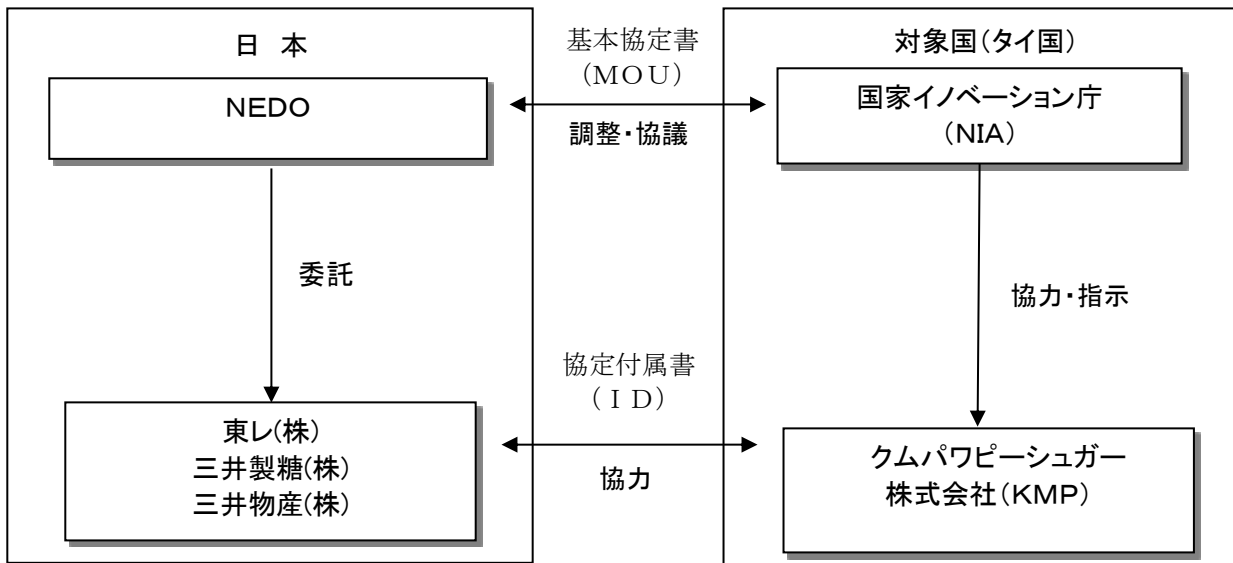 日 本
NEDO
委託
東レ(株)
三井製糖(株)
三井物産(株)
基本協定書
(MOU)
調整・協議
協定付属書
(ID)
協力
対象国(タイ国)
国家イノベーション庁
(NIA)
協力・指示
クムパワピーシュガー
株式会社(KMP)